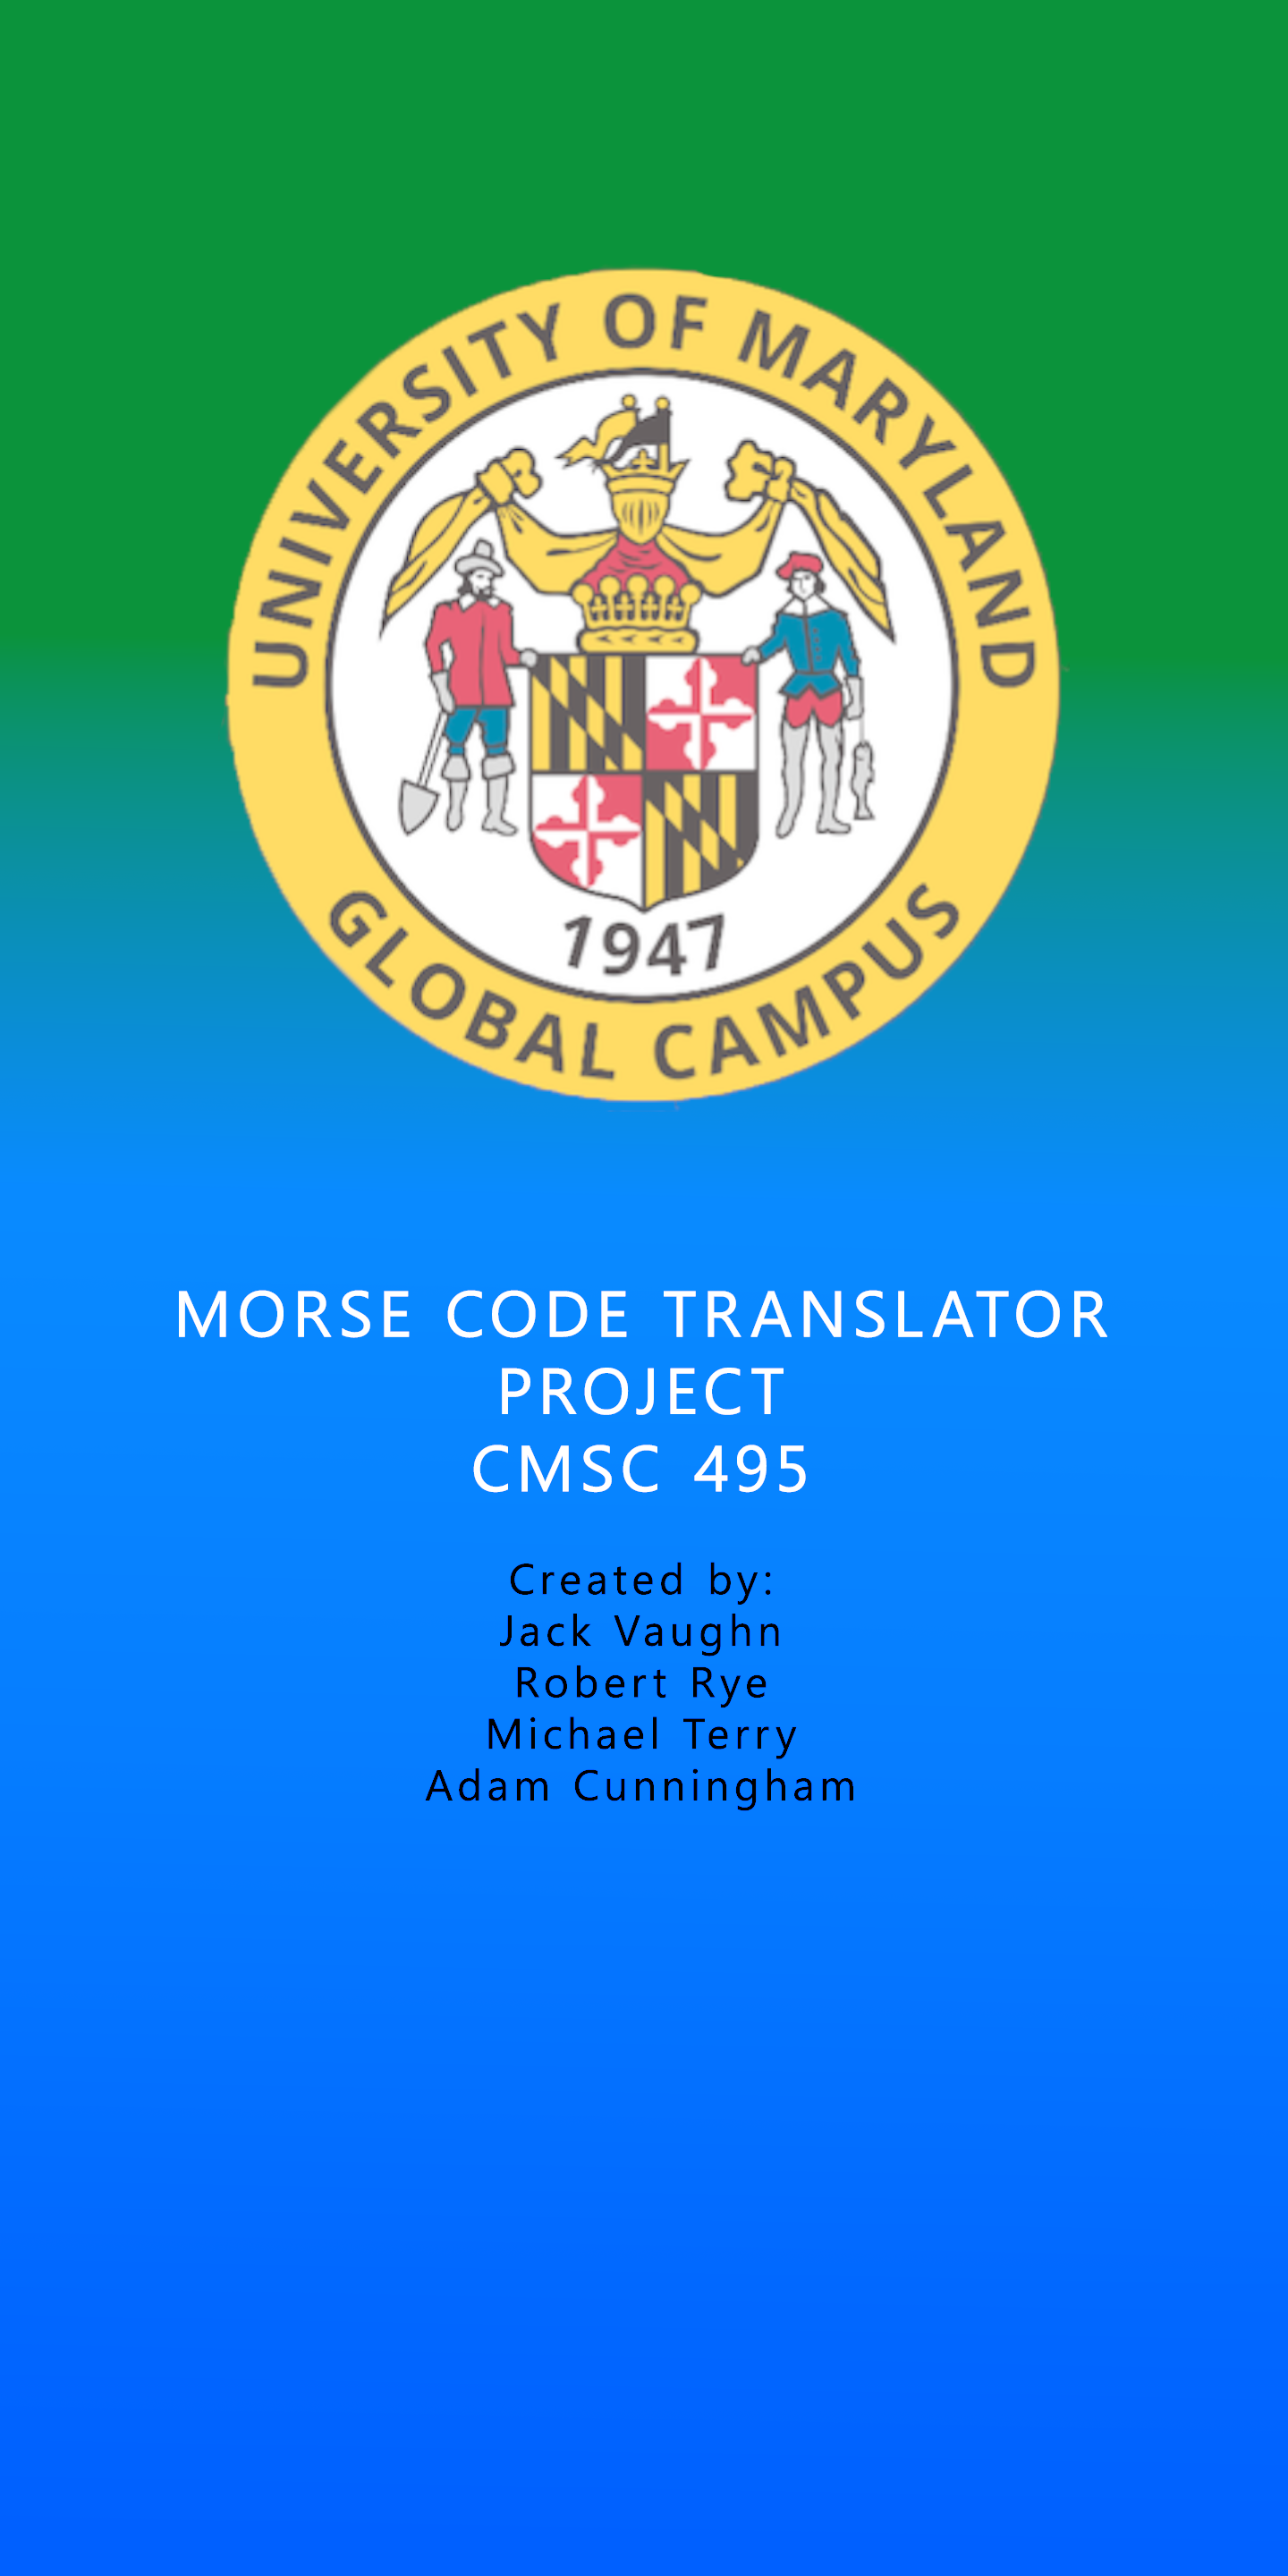 UNIVERSITY OF MARYLAND
1947
GLOBAL CAMPUS
MORSE CODE TRANSLATOR
PROJECT
CMSC 495
Created by:
Jack Vaughn
Robert Rye
Michael Terry
Adam Cunningham